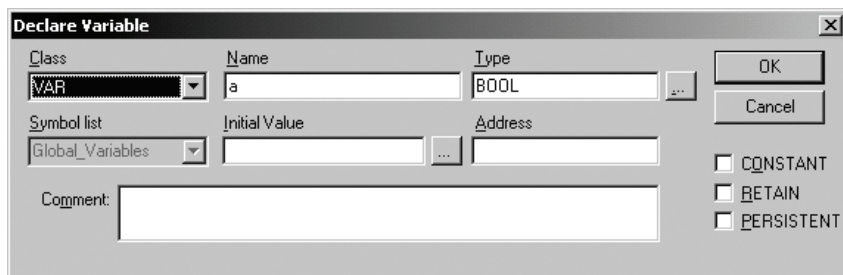 Declare Variable
Class Name Type
VAR a BOOL ... OK
Cancel
Symbol list Initial Value Address
Global_Variables ...
CONSTANT
Comment: RETAIN
PERSISTENT